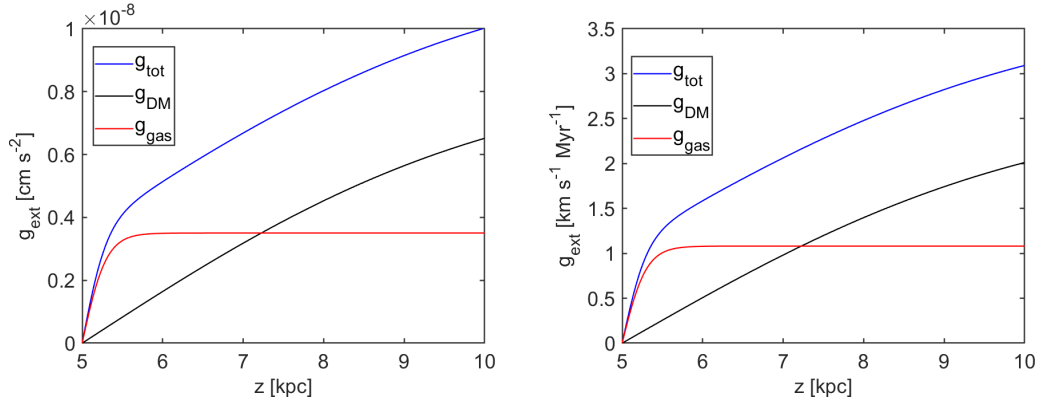 ×10⁻⁸
1
0.8
0.6
0.4
0.2
0
g_ext [cm s⁻²]
g_tot
g_DM
g_gas
5 6 7 8 9 10
z [kpc]
3.5
3
2.5
2
1.5
1
0.5
0
g_ext [km s⁻¹ Myr⁻¹]
g_tot
g_DM
g_gas
5 6 7 8 9 10
z [kpc]